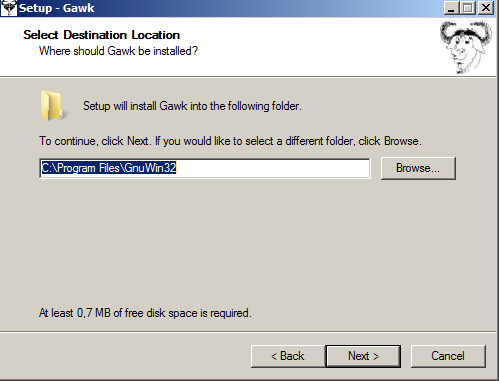 Setup - Gawk
Select Destination Location
Where should Gawk be installed?
Setup will install Gawk into the following folder.
To continue, click Next. If you would like to select a different folder, click Browse.
C:\Program Files\GnuWin32
Browse...
At least 0,7 MB of free disk space is required.
< Back
Next >
Cancel